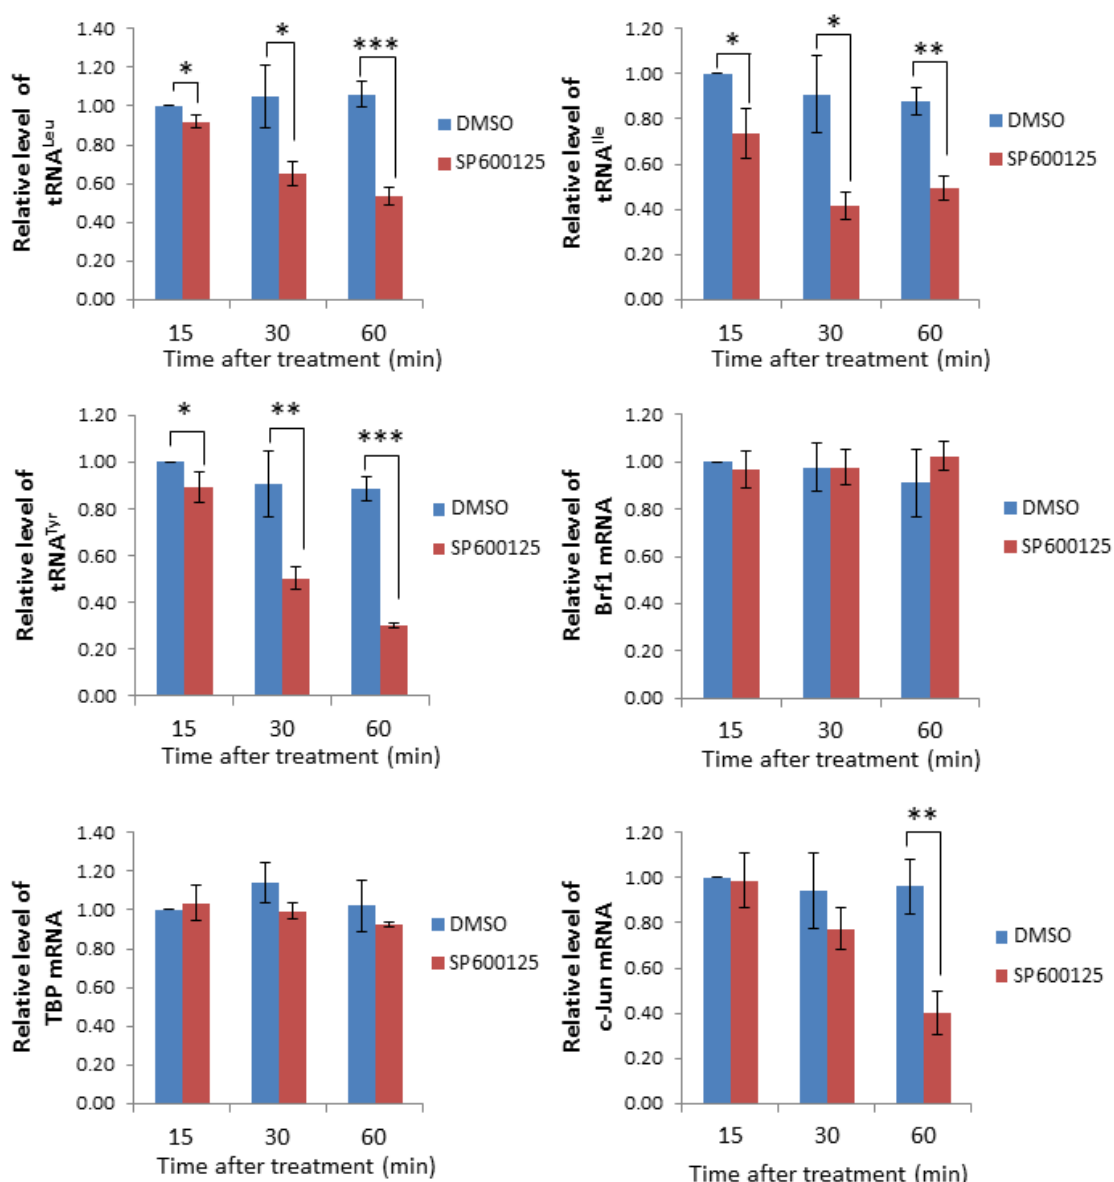 Relative level of
tRNA^Leu
1.40
1.20
1.00
0.80
0.60
0.40
0.20
0.00
*
*
***
DMSO
SP600125
15 30 60
Time after treatment (min)
Relative level of
tRNA^Ile
1.20
1.00
0.80
0.60
0.40
0.20
0.00
*
*
**
DMSO
SP600125
15 30 60
Time after treatment (min)
Relative level of
tRNA^Tyr
1.20
1.00
0.80
0.60
0.40
0.20
0.00
*
**
***
DMSO
SP600125
15 30 60
Time after treatment (min)
Relative level of
Brf1 mRNA
1.20
1.00
0.80
0.60
0.40
0.20
0.00
DMSO
SP600125
15 30 60
Time after treatment (min)
Relative level of
TBP mRNA
1.40
1.20
1.00
0.80
0.60
0.40
0.20
0.00
DMSO
SP600125
15 30 60
Time after treatment (min)
Relative level of
c-Jun mRNA
1.20
1.00
0.80
0.60
0.40
0.20
0.00
**
DMSO
SP600125
15 30 60
Time after treatment (min)